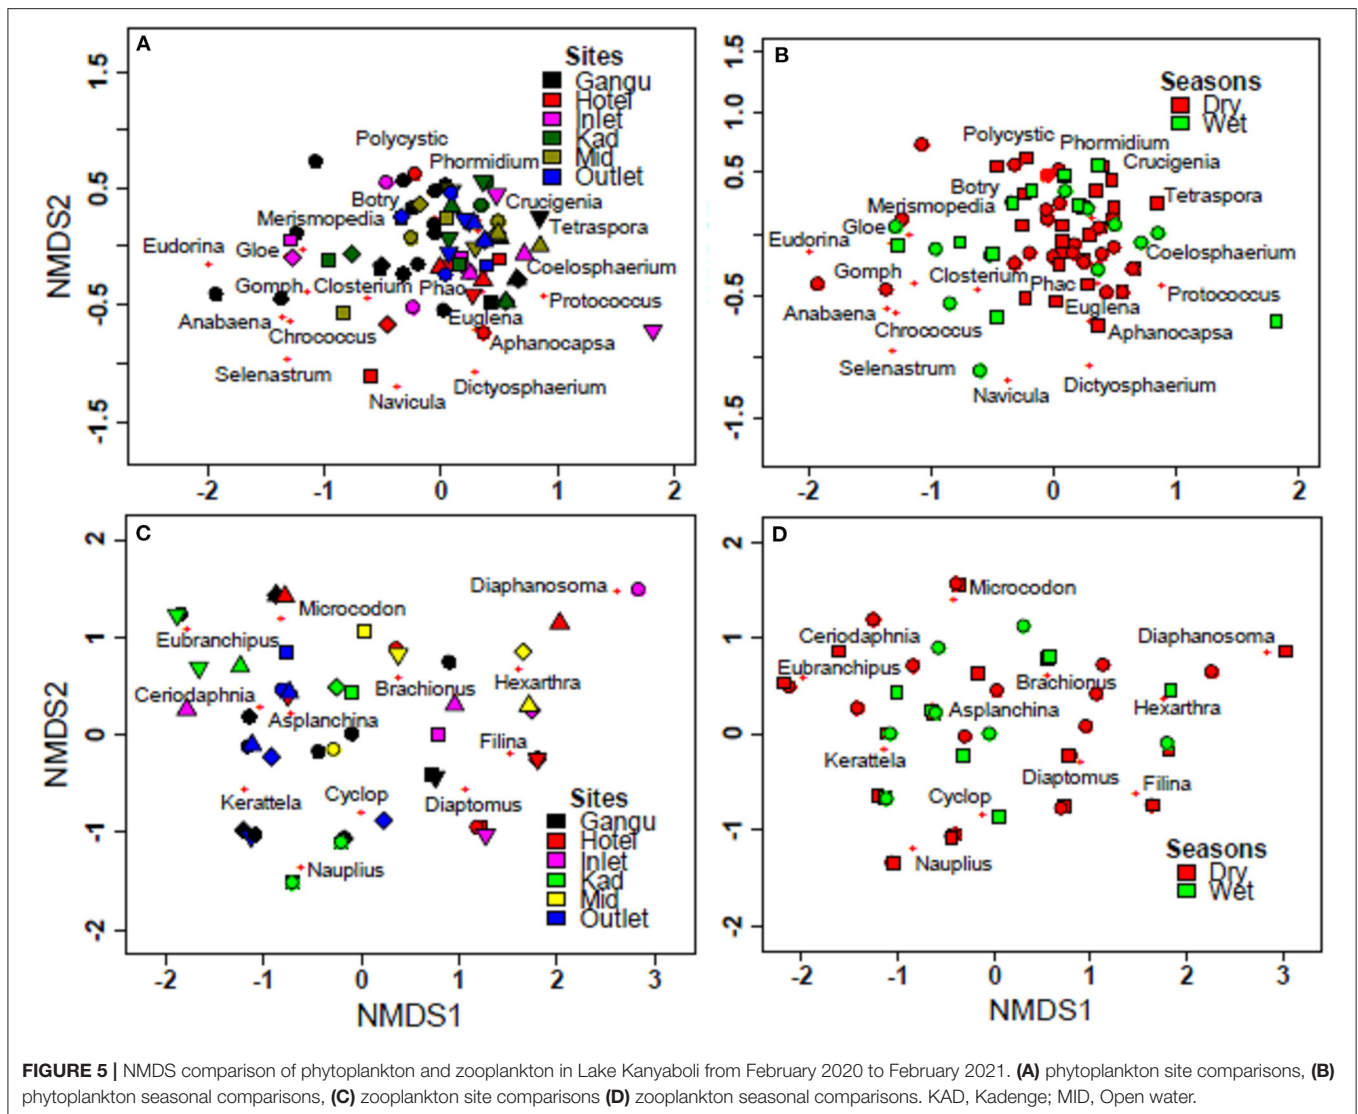 A
Sites
Gangu
Hotel
Inlet
Kad
Mid
Outlet
Polycystic
Phormidium
Botry
Crucigenia
Merismopedia
Tetraspora
Eudorina
Gloe
Coelosphaerium
Gomph
Closterium
Phac
Protococcus
Anabaena
Euglena
Chrococcus
Aphanocapsa
Selenastrum
Dictyosphaerium
Navicula
NMDS2
1.5
0.5
-0.5
-1.5
-2 -1 0 1 2
B
Seasons
Dry
Wet
Polycystic
Phormidium
Crucigenia
Botry
Tetraspora
Merismopedia
Gloe
Eudorina
Coelosphaerium
Gomph
Closterium
Phac
Protococcus
Anabaena
Euglena
Chrococcus
Aphanocapsa
Selenastrum
Dictyosphaerium
Navicula
1.5
1.0
0.5
-0.5
-1.5
-2 -1 0 1 2
C
Diaphanosoma
Microcodon
Eubranchipus
Ceriodaphnia
Brachionus
Hexarthra
Asplanchina
Filina
Kerattela
Cyclop
Diaptomus
Nauplius
Sites
Gangu
Hotel
Inlet
Kad
Mid
Outlet
NMDS2
2
1
0
-1
-2
-2 -1 0 1 2 3
NMDS1
D
Microcodon
Ceriodaphnia
Diaphanosoma
Eubranchipus
Brachionus
Asplanchina
Hexarthra
Kerattela
Diaptomus
Filina
Cyclop
Nauplius
Seasons
Dry
Wet
2
1
0
-1
-2
-2 -1 0 1 2 3
NMDS1
FIGURE 5 | NMDS comparison of phytoplankton and zooplankton in Lake Kanyaboli from February 2020 to February 2021. (A) phytoplankton site comparisons, (B)
phytoplankton seasonal comparisons, (C) zooplankton site comparisons (D) zooplankton seasonal comparisons. KAD, Kadenge; MID, Open water.